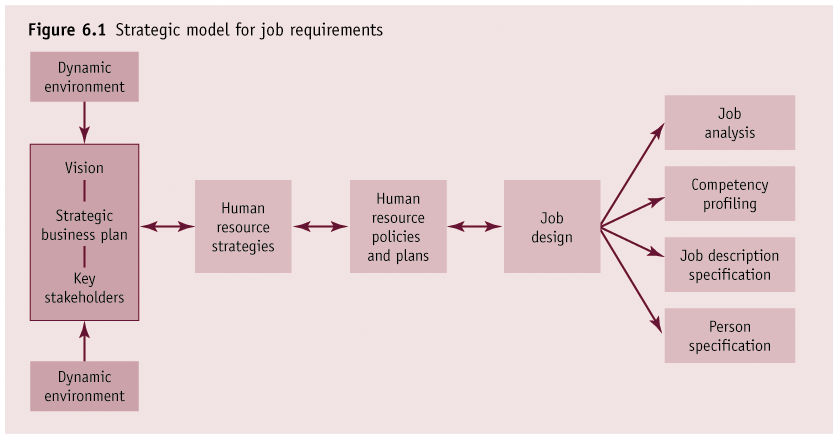 Figure 6.1 Strategic model for job requirements
Dynamic
environment
Vision
Strategic
business plan
Key
stakeholders
Dynamic
environment
Human
resource
strategies
Human
resource
policies
and plans
Job
design
Job
analysis
Competency
profiling
Job description
specification
Person
specification